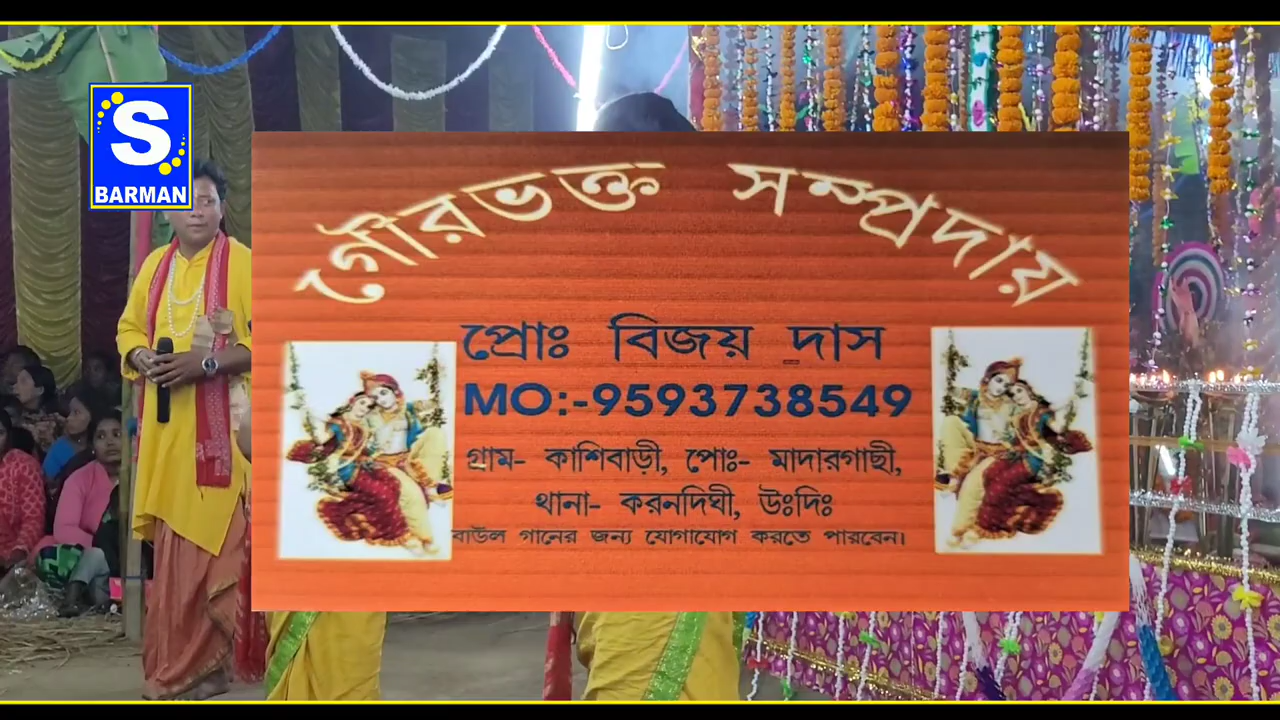 S
BARMAN
গৌরভক্ত সম্প্রদায়
প্রোঃ বিজয় দাস
MO:-9593738549
গ্রাম- কাশিবাড়ী, পোঃ- মাদারগাছী,
থানা- করনদিঘী, উঃদিঃ
বাউল গানের জন্য যোগাযোগ করতে পারবেন।